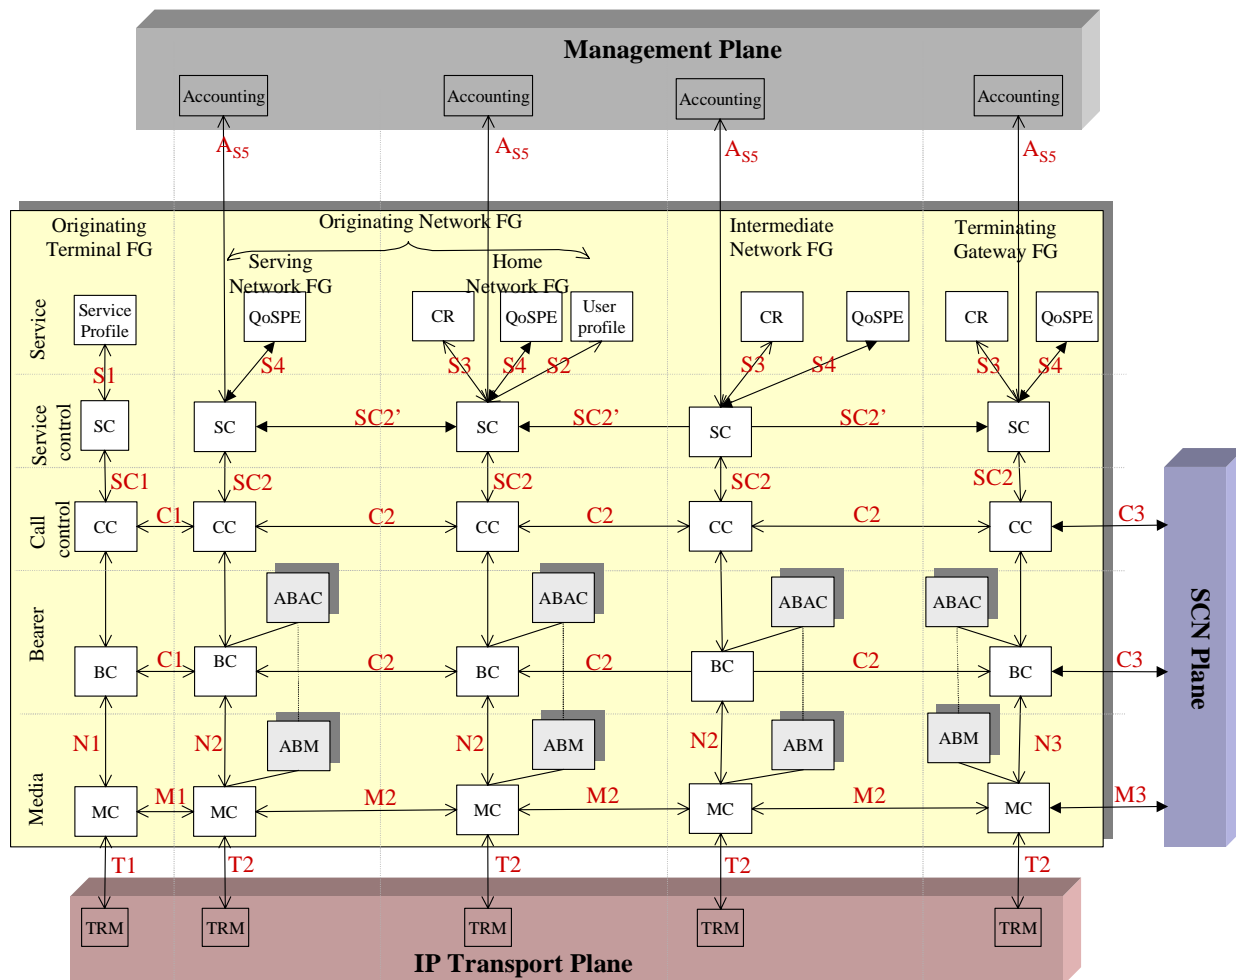 Management Plane
Accounting Accounting Accounting Accounting
AS5 AS5 AS5 AS5
Originating
Terminal FG
Originating Network FG
Serving
Network FG
Home
Network FG
Intermediate
Network FG
Terminating
Gateway FG
Service
Service
Profile
QoSPE CR QoSPE User
profile
CR QoSPE CR QoSPE
S1 S4 S3 S4 S2 S3 S4 S3 S4
Service
control
SC SC SC2’ SC SC2’ SC SC2’ SC
SC1 SC2 SC2 SC2 SC2
Call
control
CC C1 CC C2 CC C2 CC C2 CC C3
ABAC ABAC ABAC ABAC
Bearer
BC C1 BC C2 BC C2 BC C2 BC C3
SCN Plane
N1 N2 N2 N2 N3
ABM ABM ABM ABM
Media
MC M1 MC M2 MC M2 MC M2 MC M3
T1 T2 T2 T2 T2
TRM TRM TRM TRM TRM
IP Transport Plane